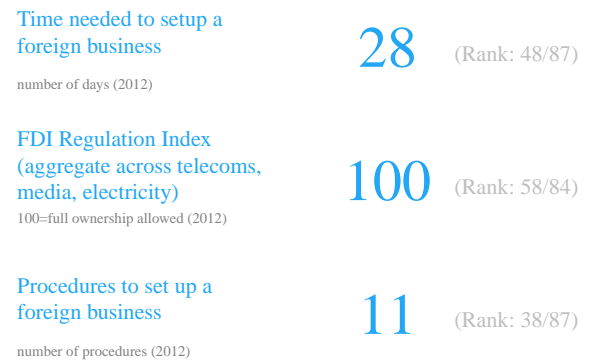 Time needed to setup a
foreign business
28 (Rank: 48/87)
number of days (2012)
FDI Regulation Index
(aggregate across telecoms,
media, electricity)
100 (Rank: 58/84)
100=full ownership allowed (2012)
Procedures to set up a
foreign business
11 (Rank: 38/87)
number of procedures (2012)